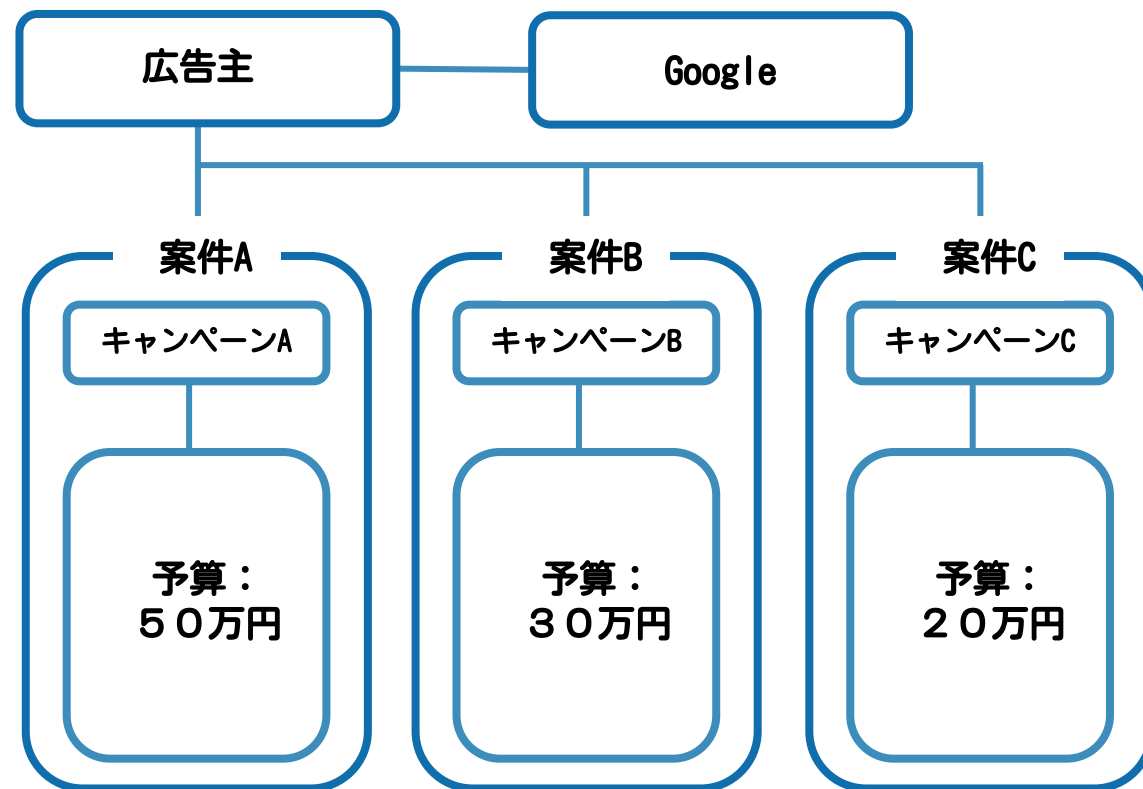 広告主
Google
案件A
案件B
案件C
キャンペーンA
キャンペーンB
キャンペーンC
予算：
５０万円
予算：
３０万円
予算：
２０万円